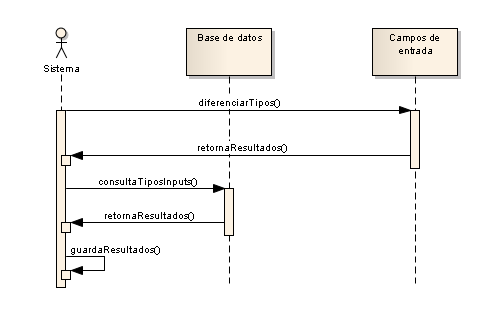 Base de datos
Campos de
entrada
Sistema
diferenciarTipos()
retornaResultados()
consultaTiposInputs()
retornaResultados()
guardaResultados()